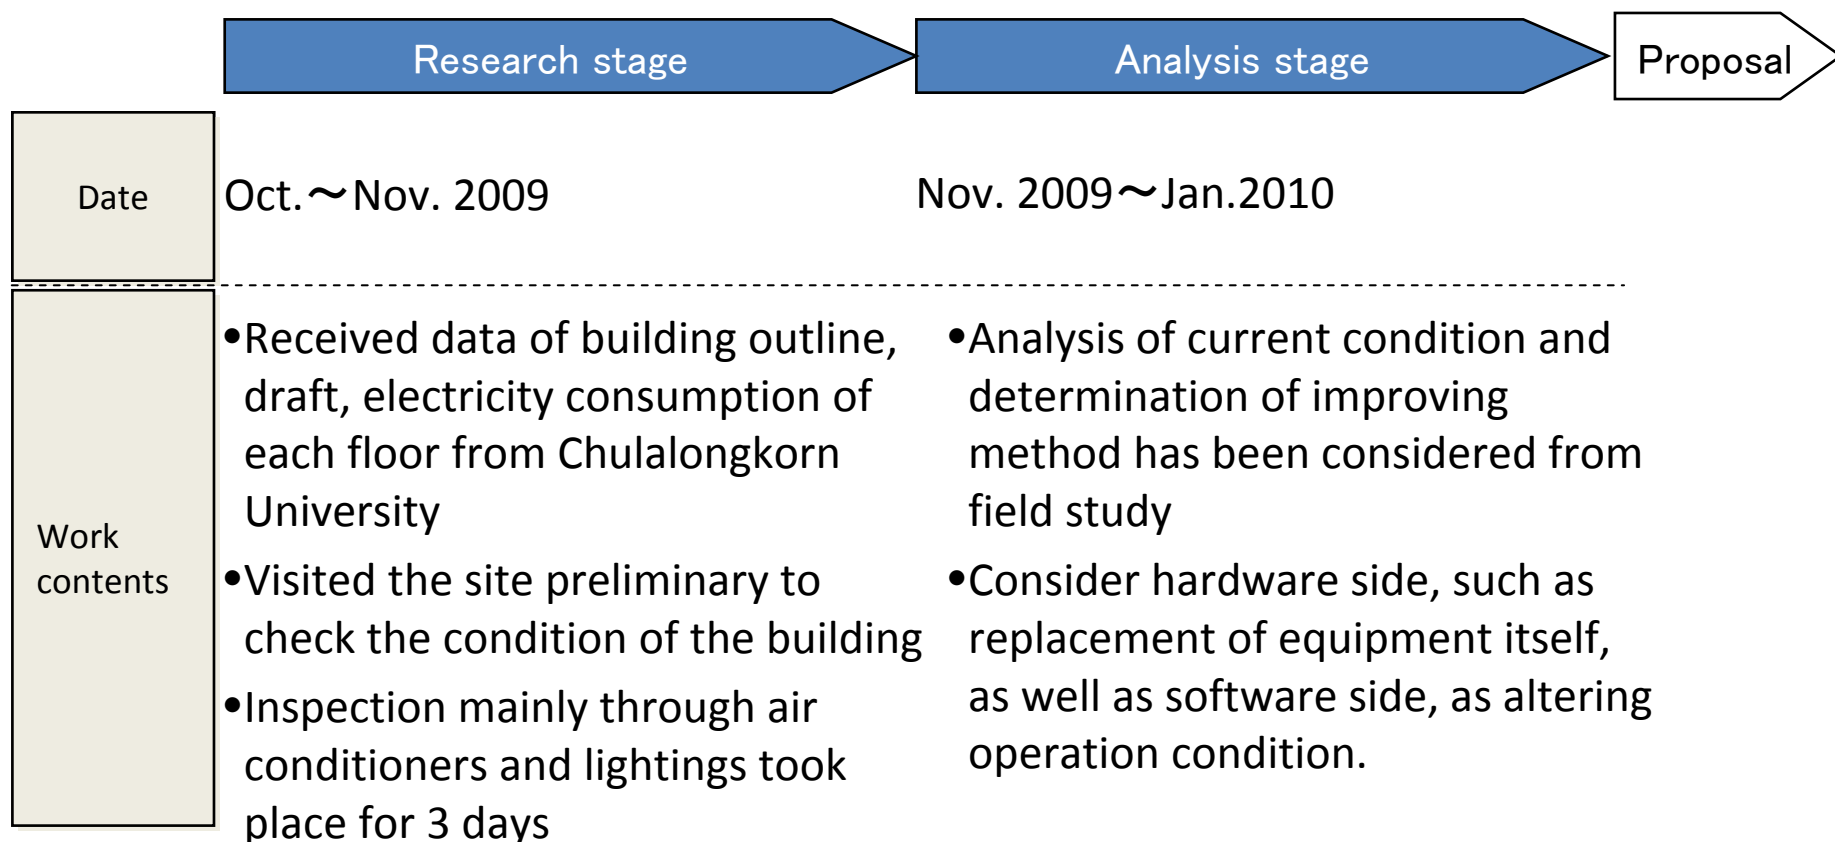 Research stage
Analysis stage
Proposal
Date
Oct.～Nov. 2009
Nov. 2009～Jan.2010
Work
contents
•Received data of building outline,
draft, electricity consumption of
each floor from Chulalongkorn
University
•Visited the site preliminary to
check the condition of the building
•Inspection mainly through air
conditioners and lightings took
place for 3 days
•Analysis of current condition and
determination of improving
method has been considered from
field study
•Consider hardware side, such as
replacement of equipment itself,
as well as software side, as altering
operation condition.